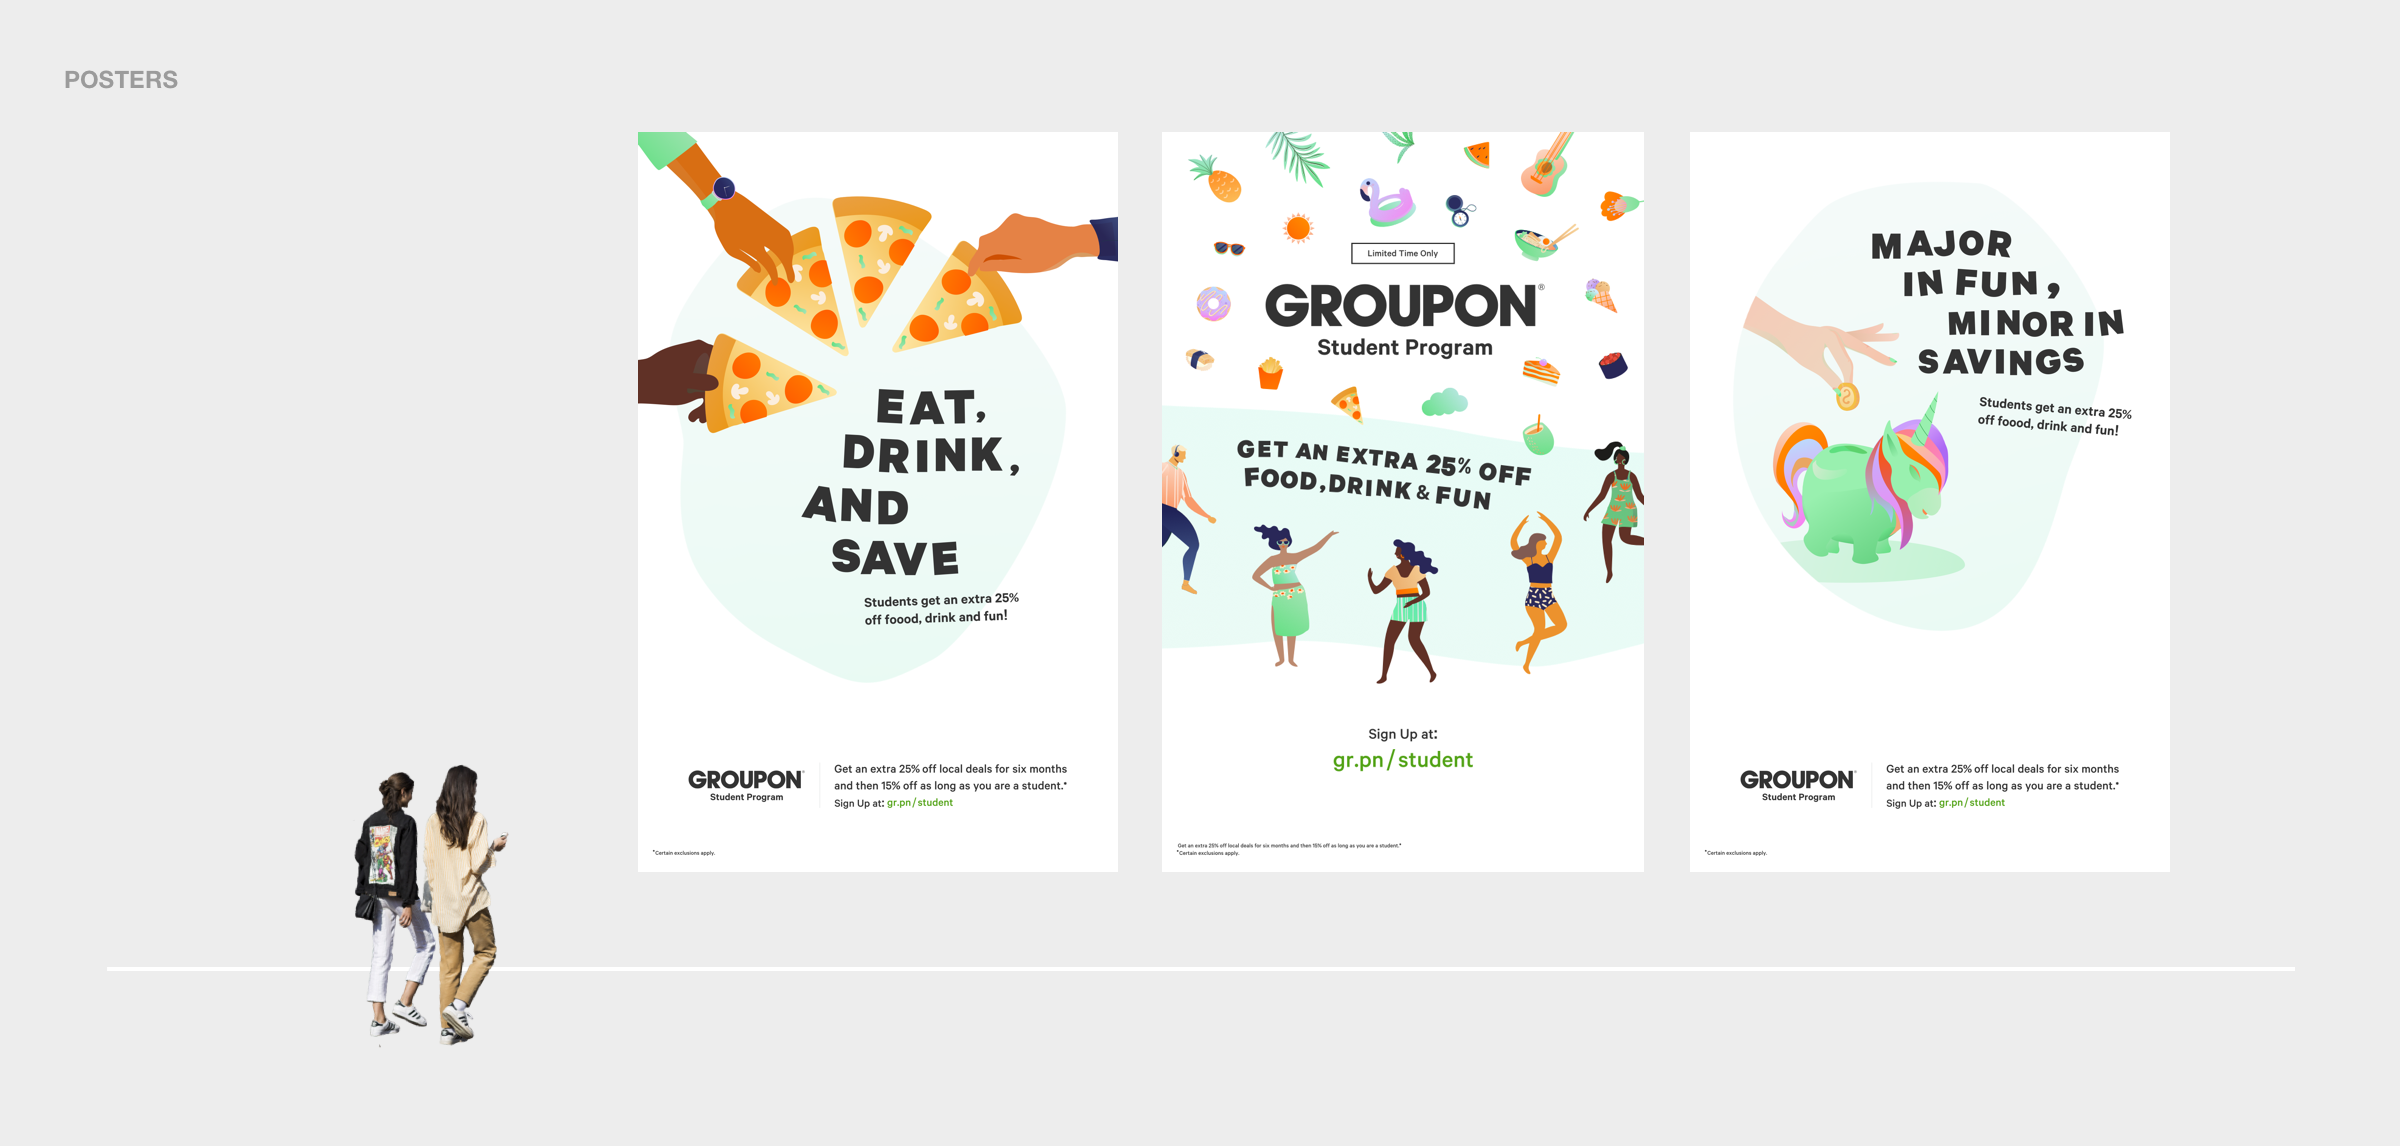 POSTERS
EAT,
DRINK,
AND
SAVE
Students get an extra 25%
off foood, drink and fun!
GROUPON®
Student Program
Get an extra 25% off local deals for six months
and then 15% off as long as you are a student.*
Sign Up at: gr.pn/student
*Certain exclusions apply.
Limited Time Only
GROUPON®
Student Program
GET AN EXTRA 25% OFF
FOOD, DRINK & FUN
Sign Up at:
gr.pn/student
Get an extra 25% off local deals for six months and then 15% off as long as you are a student.*
*Certain exclusions apply.
MAJOR
IN FUN,
MINOR IN
SAVINGS
Students get an extra 25%
off foood, drink and fun!
GROUPON®
Student Program
Get an extra 25% off local deals for six months
and then 15% off as long as you are a student.*
Sign Up at: gr.pn/student
*Certain exclusions apply.